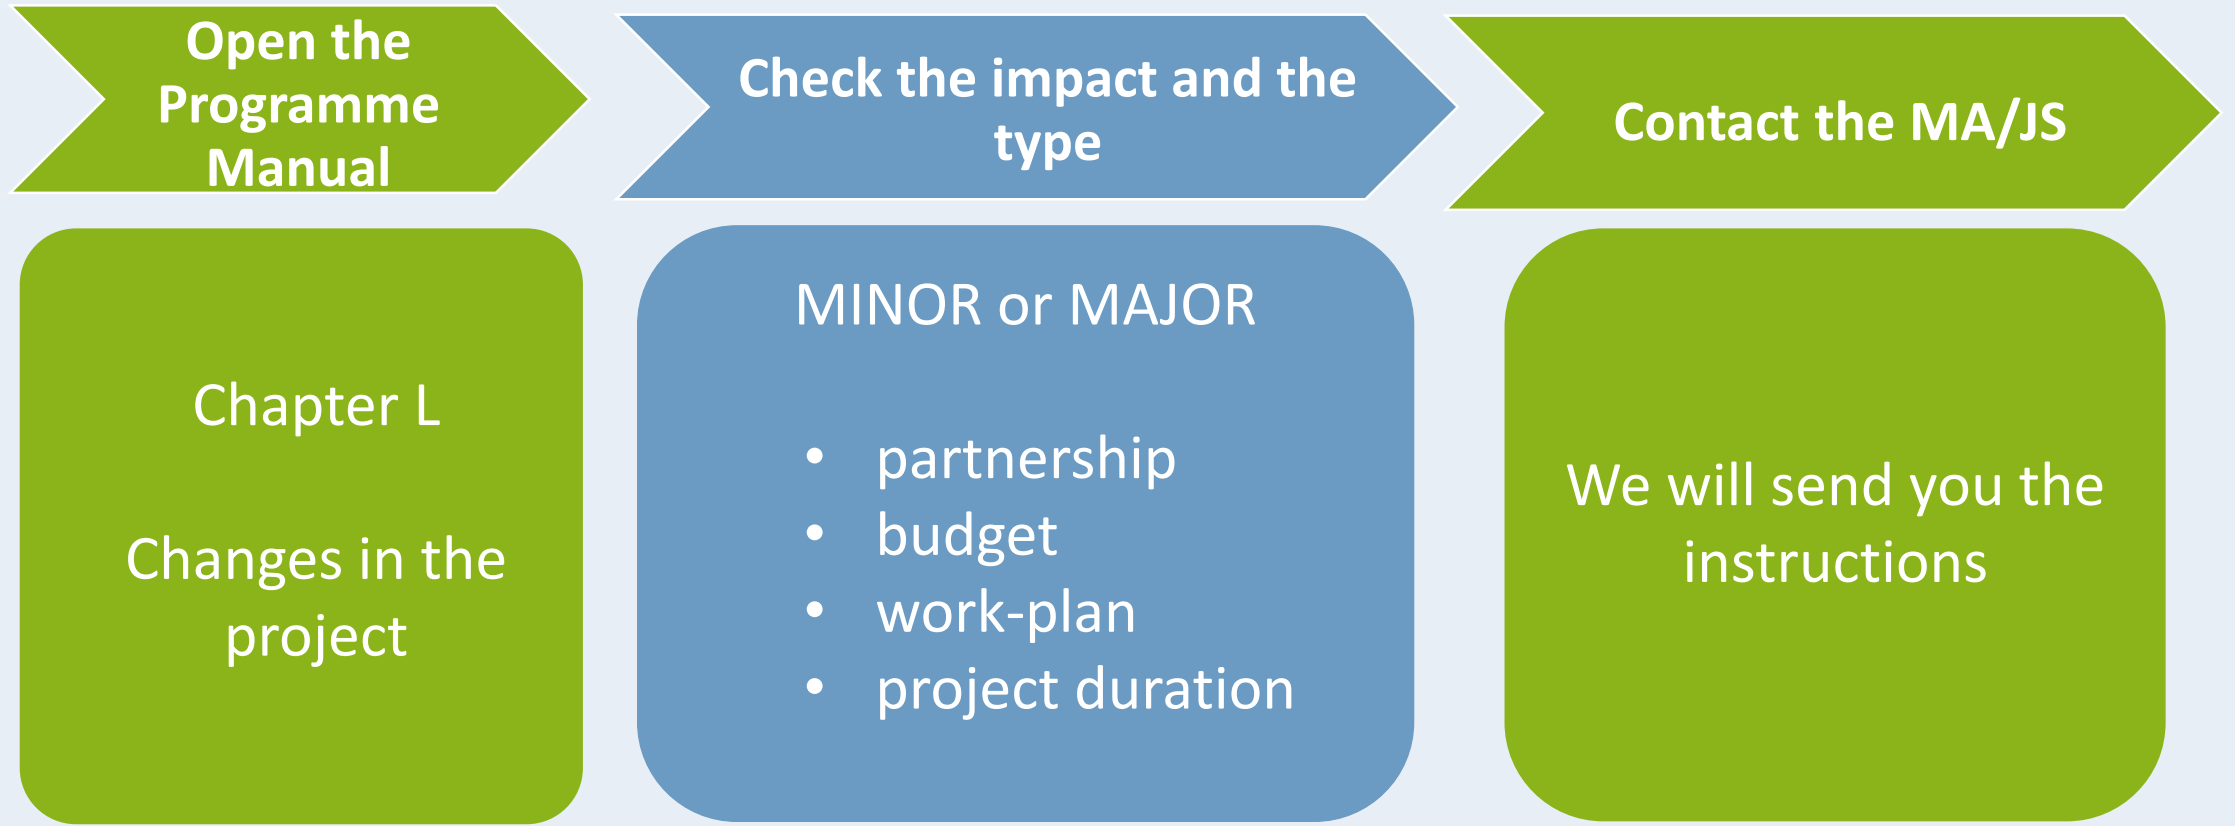 Open the
Programme
Manual
Check the impact and the
type
Contact the MA/JS
Chapter L
Changes in the
project
MINOR or MAJOR
• partnership
• budget
• work-plan
• project duration
We will send you the
instructions